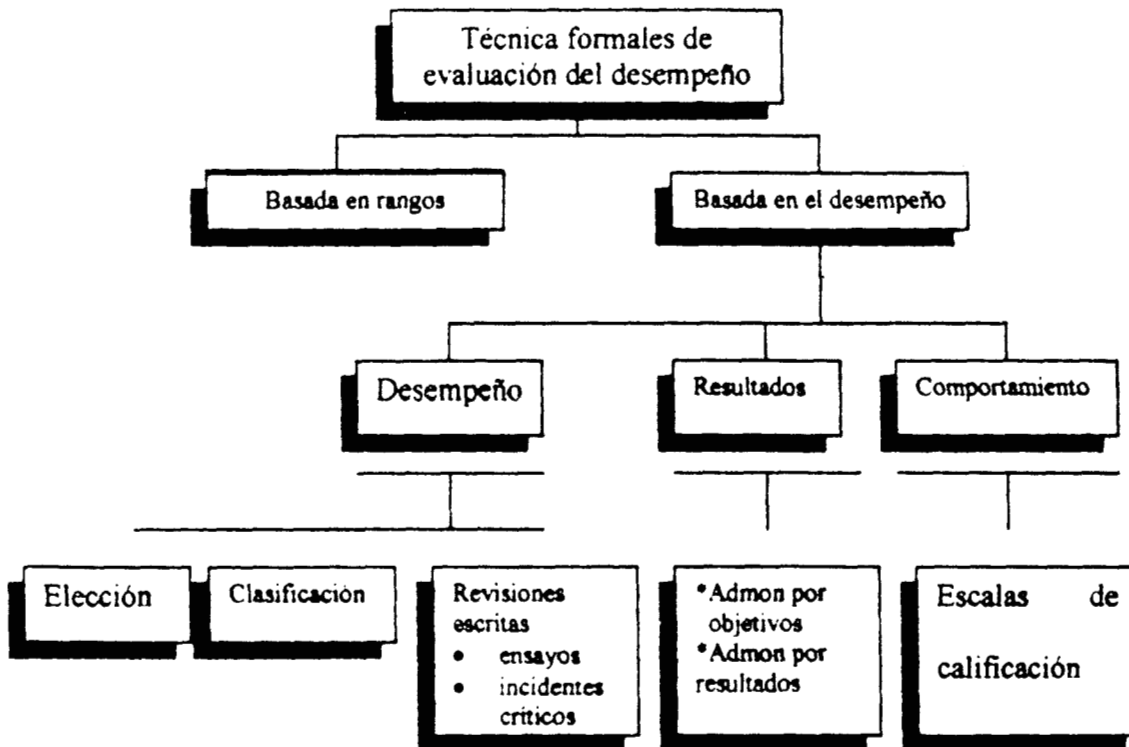 Técnica formales de
evaluación del desempeño
Basada en rangos
Basada en el desempeño
Desempeño
Resultados
Comportamiento
Elección
Clasificación
Revisiones
escritas
• ensayos
• incidentes
críticos
*Admon por
objetivos
*Admon por
resultados
Escalas de
calificación